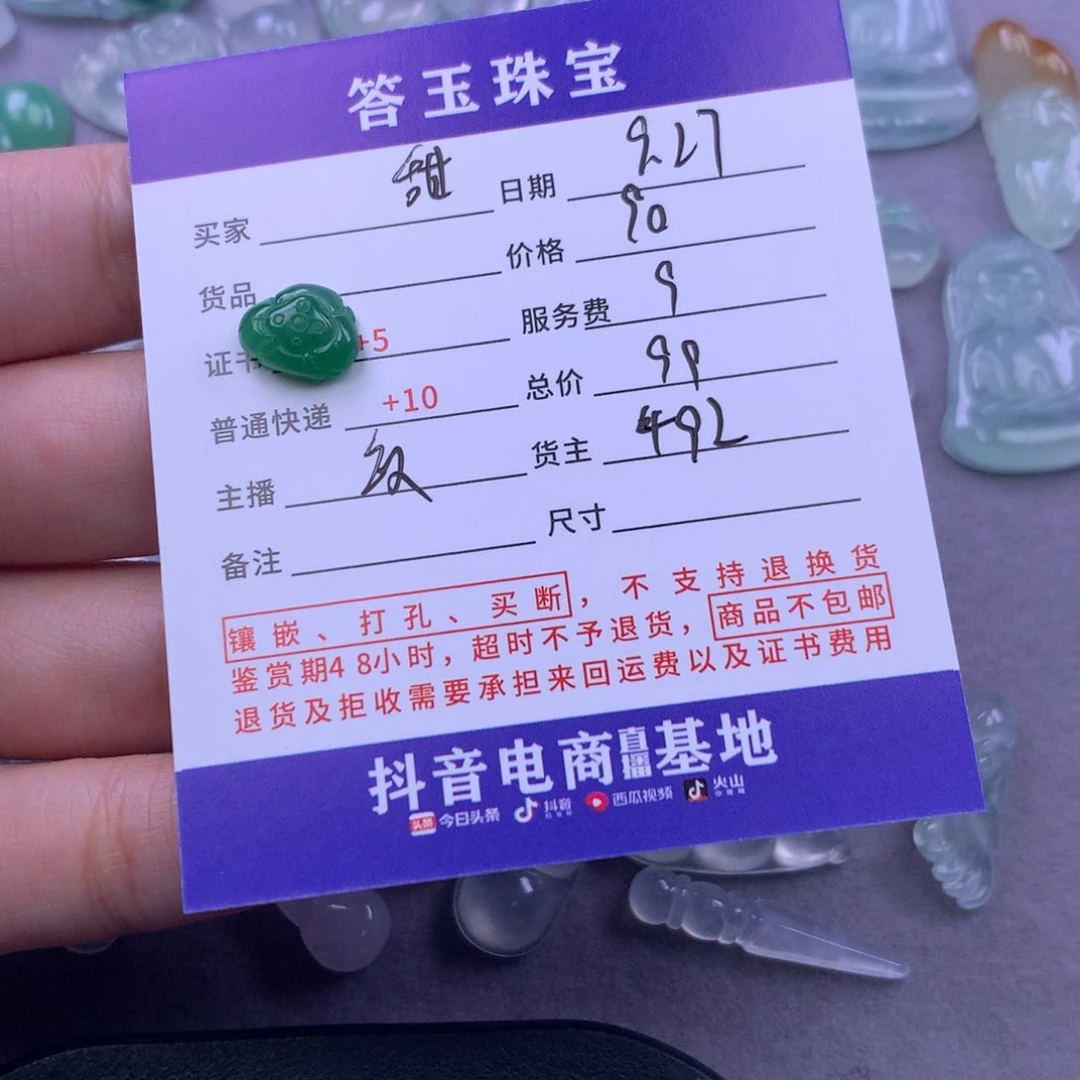 答玉珠宝
买家 甜 日期 927
货品 价格 90
证书 +5 服务费 9
普通快递 +10 总价 99
主播 货主 492
备注 尺寸
镶嵌、打孔、买断，不支持退换货
鉴赏期48小时，超时不予退货，商品不包邮
退货及拒收需要承担来回运费以及证书费用
抖音电商直播基地
头条 今日头条 抖音 西瓜视频 火山